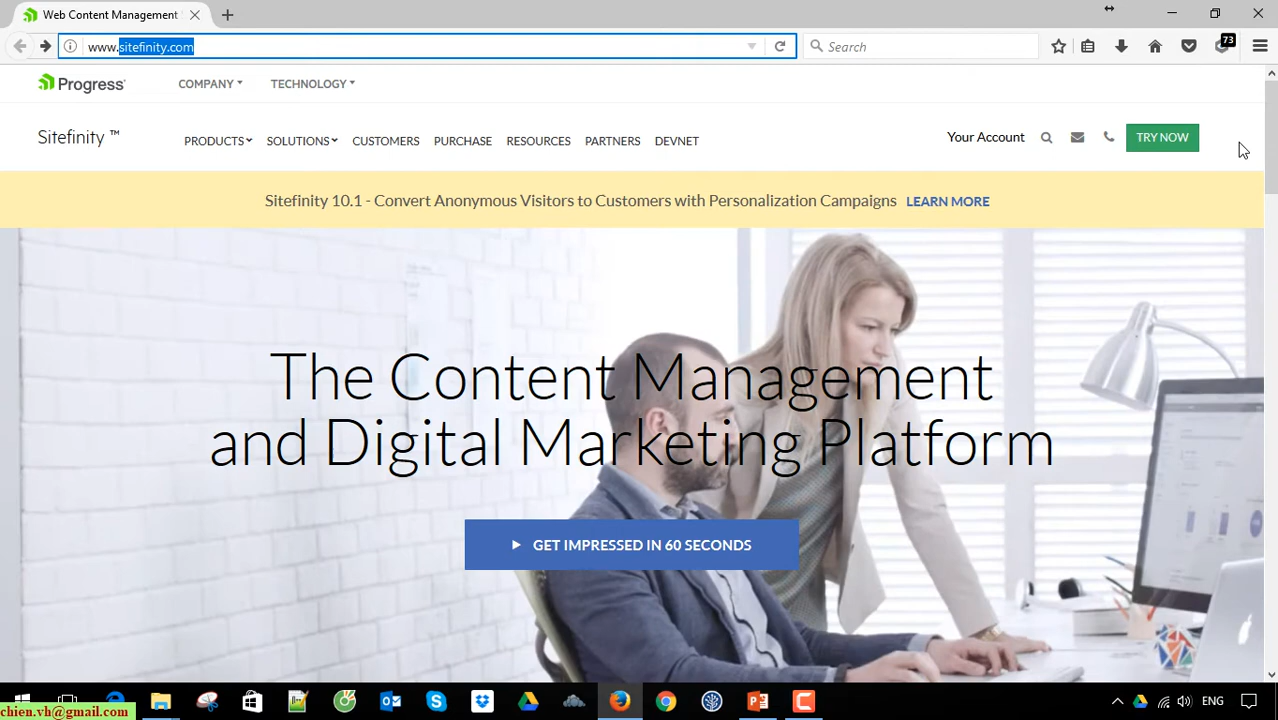 Web Content Management
www.sitefinity.com
Search
73
Progress
COMPANY
TECHNOLOGY
Sitefinity ™
PRODUCTS
SOLUTIONS
CUSTOMERS
PURCHASE
RESOURCES
PARTNERS
DEVNET
Your Account
TRY NOW
Sitefinity 10.1 - Convert Anonymous Visitors to Customers with Personalization Campaigns LEARN MORE
The Content Management
and Digital Marketing Platform
GET IMPRESSED IN 60 SECONDS
ENG
chien.vh@gmail.com